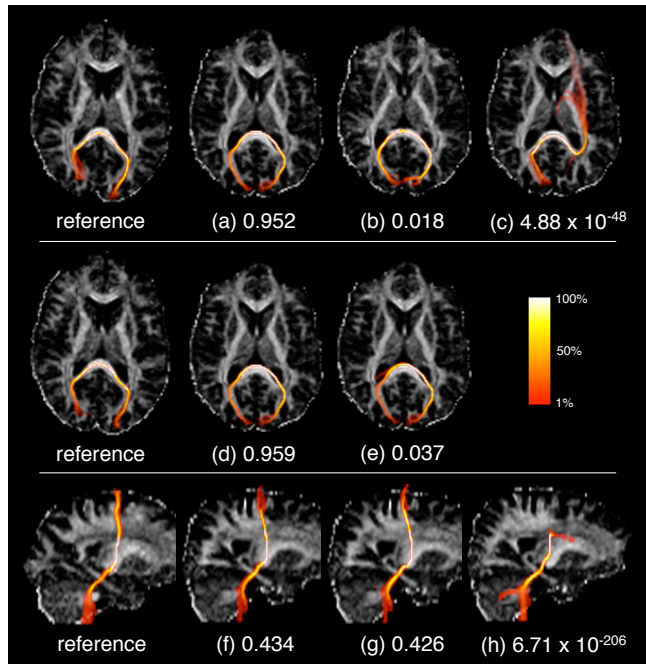 reference (a) 0.952 (b) 0.018 (c) 4.88 x 10⁻⁴⁸
100%
50%
1%
reference (d) 0.959 (e) 0.037
reference (f) 0.434 (g) 0.426 (h) 6.71 x 10⁻²⁰⁶